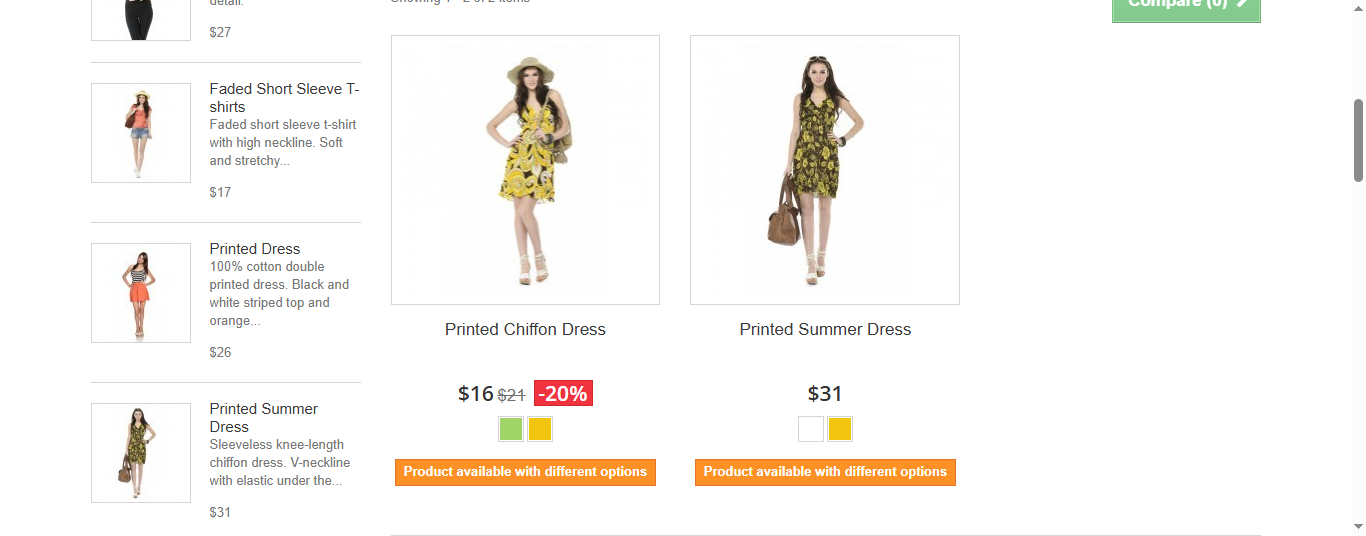 detail.
$27
Faded Short Sleeve T-
shirts
Faded short sleeve t-shirt
with high neckline. Soft
and stretchy...
$17
Printed Dress
100% cotton double
printed dress. Black and
white striped top and
orange...
$26
Printed Summer
Dress
Sleeveless knee-length
chiffon dress. V-neckline
with elastic under the...
$31
Showing 1 - 2 of 2 items
Compare (0)
Printed Chiffon Dress
$16 $21 -20%
Product available with different options
Printed Summer Dress
$31
Product available with different options